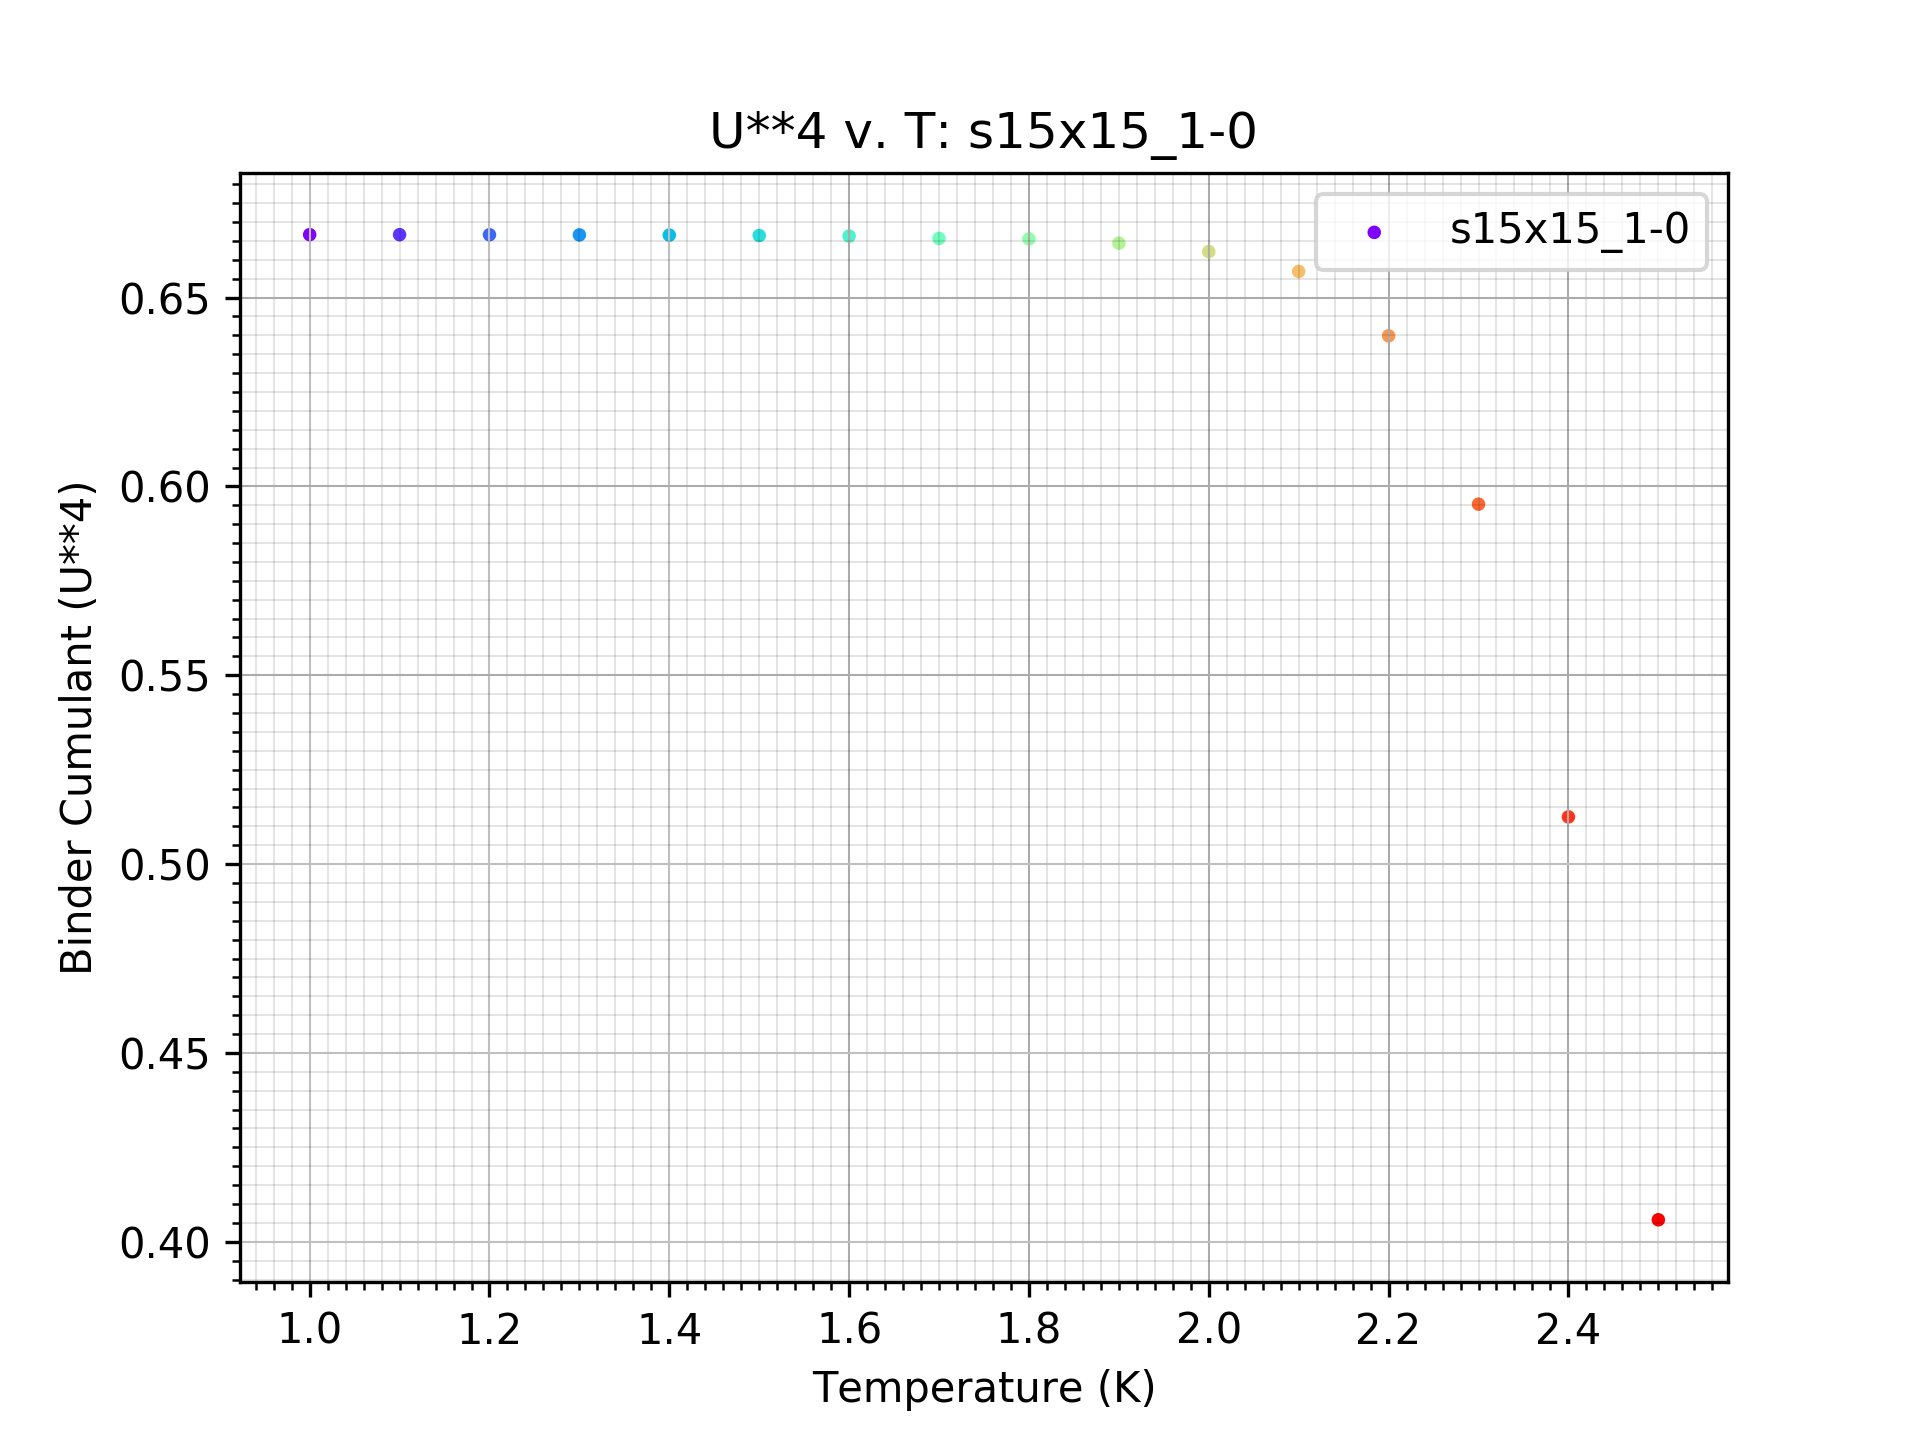 U**4 v. T: s15x15_1-0
s15x15_1-0
Binder Cumulant (U**4)
0.65
0.60
0.55
0.50
0.45
0.40
1.0 1.2 1.4 1.6 1.8 2.0 2.2 2.4
Temperature (K)